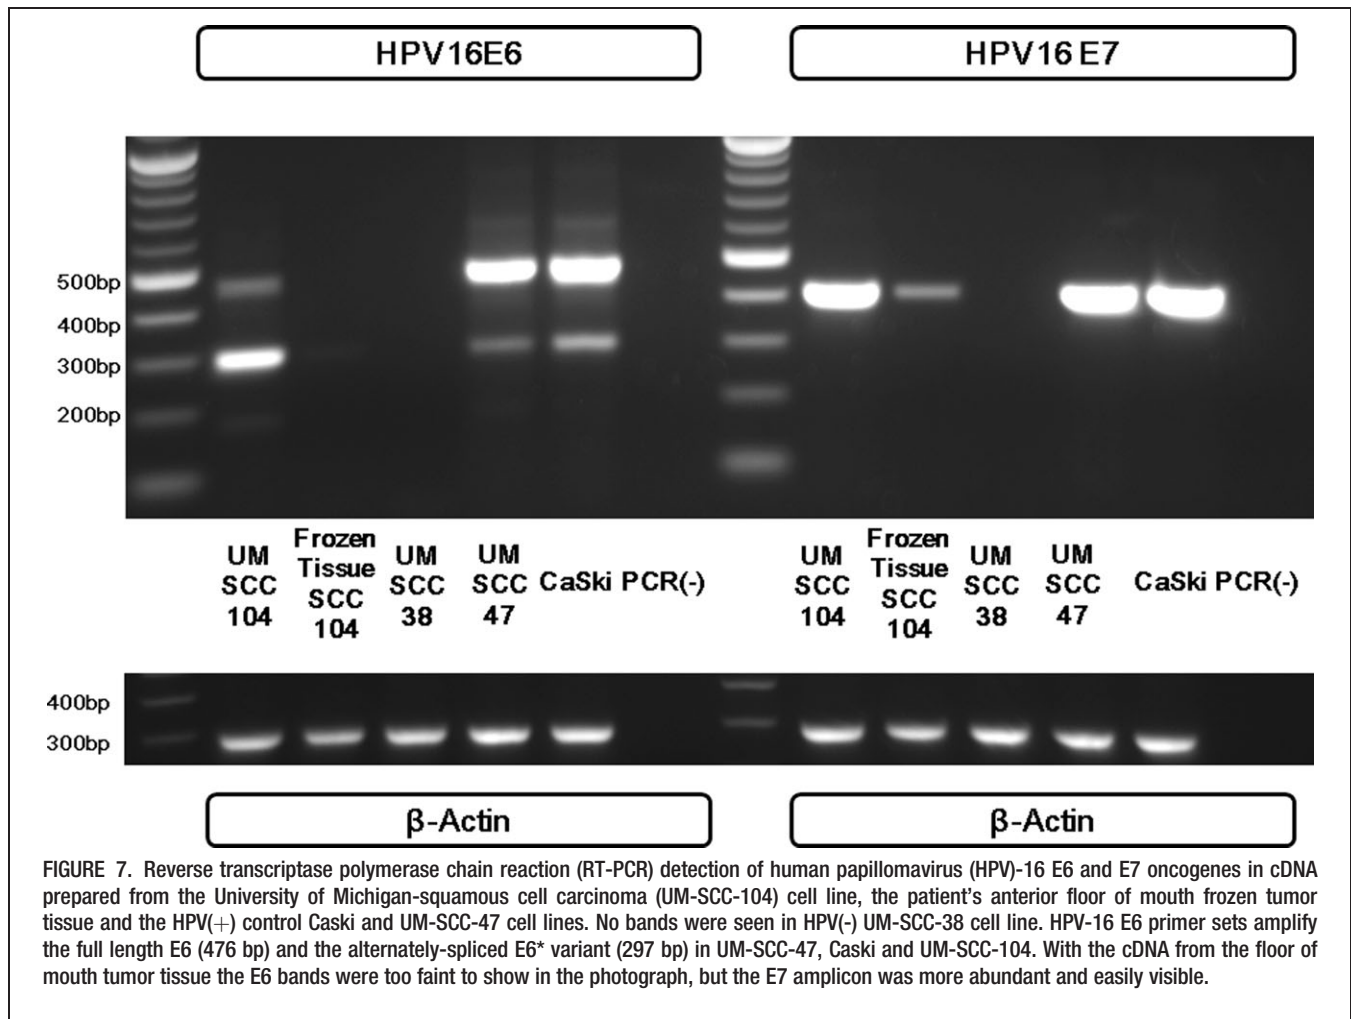 HPV16E6
HPV16 E7
500bp
400bp
300bp
200bp
UM
SCC
104
Frozen
Tissue
SCC
104
UM
SCC
38
UM
SCC
47
CaSki PCR(-)
UM
SCC
104
Frozen
Tissue
SCC
104
UM
SCC
38
UM
SCC
47
CaSki PCR(-)
400bp
300bp
β-Actin
β-Actin
FIGURE 7. Reverse transcriptase polymerase chain reaction (RT-PCR) detection of human papillomavirus (HPV)-16 E6 and E7 oncogenes in cDNA
prepared from the University of Michigan-squamous cell carcinoma (UM-SCC-104) cell line, the patient's anterior floor of mouth frozen tumor
tissue and the HPV(+) control Caski and UM-SCC-47 cell lines. No bands were seen in HPV(-) UM-SCC-38 cell line. HPV-16 E6 primer sets amplify
the full length E6 (476 bp) and the alternately-spliced E6* variant (297 bp) in UM-SCC-47, Caski and UM-SCC-104. With the cDNA from the floor of
mouth tumor tissue the E6 bands were too faint to show in the photograph, but the E7 amplicon was more abundant and easily visible.